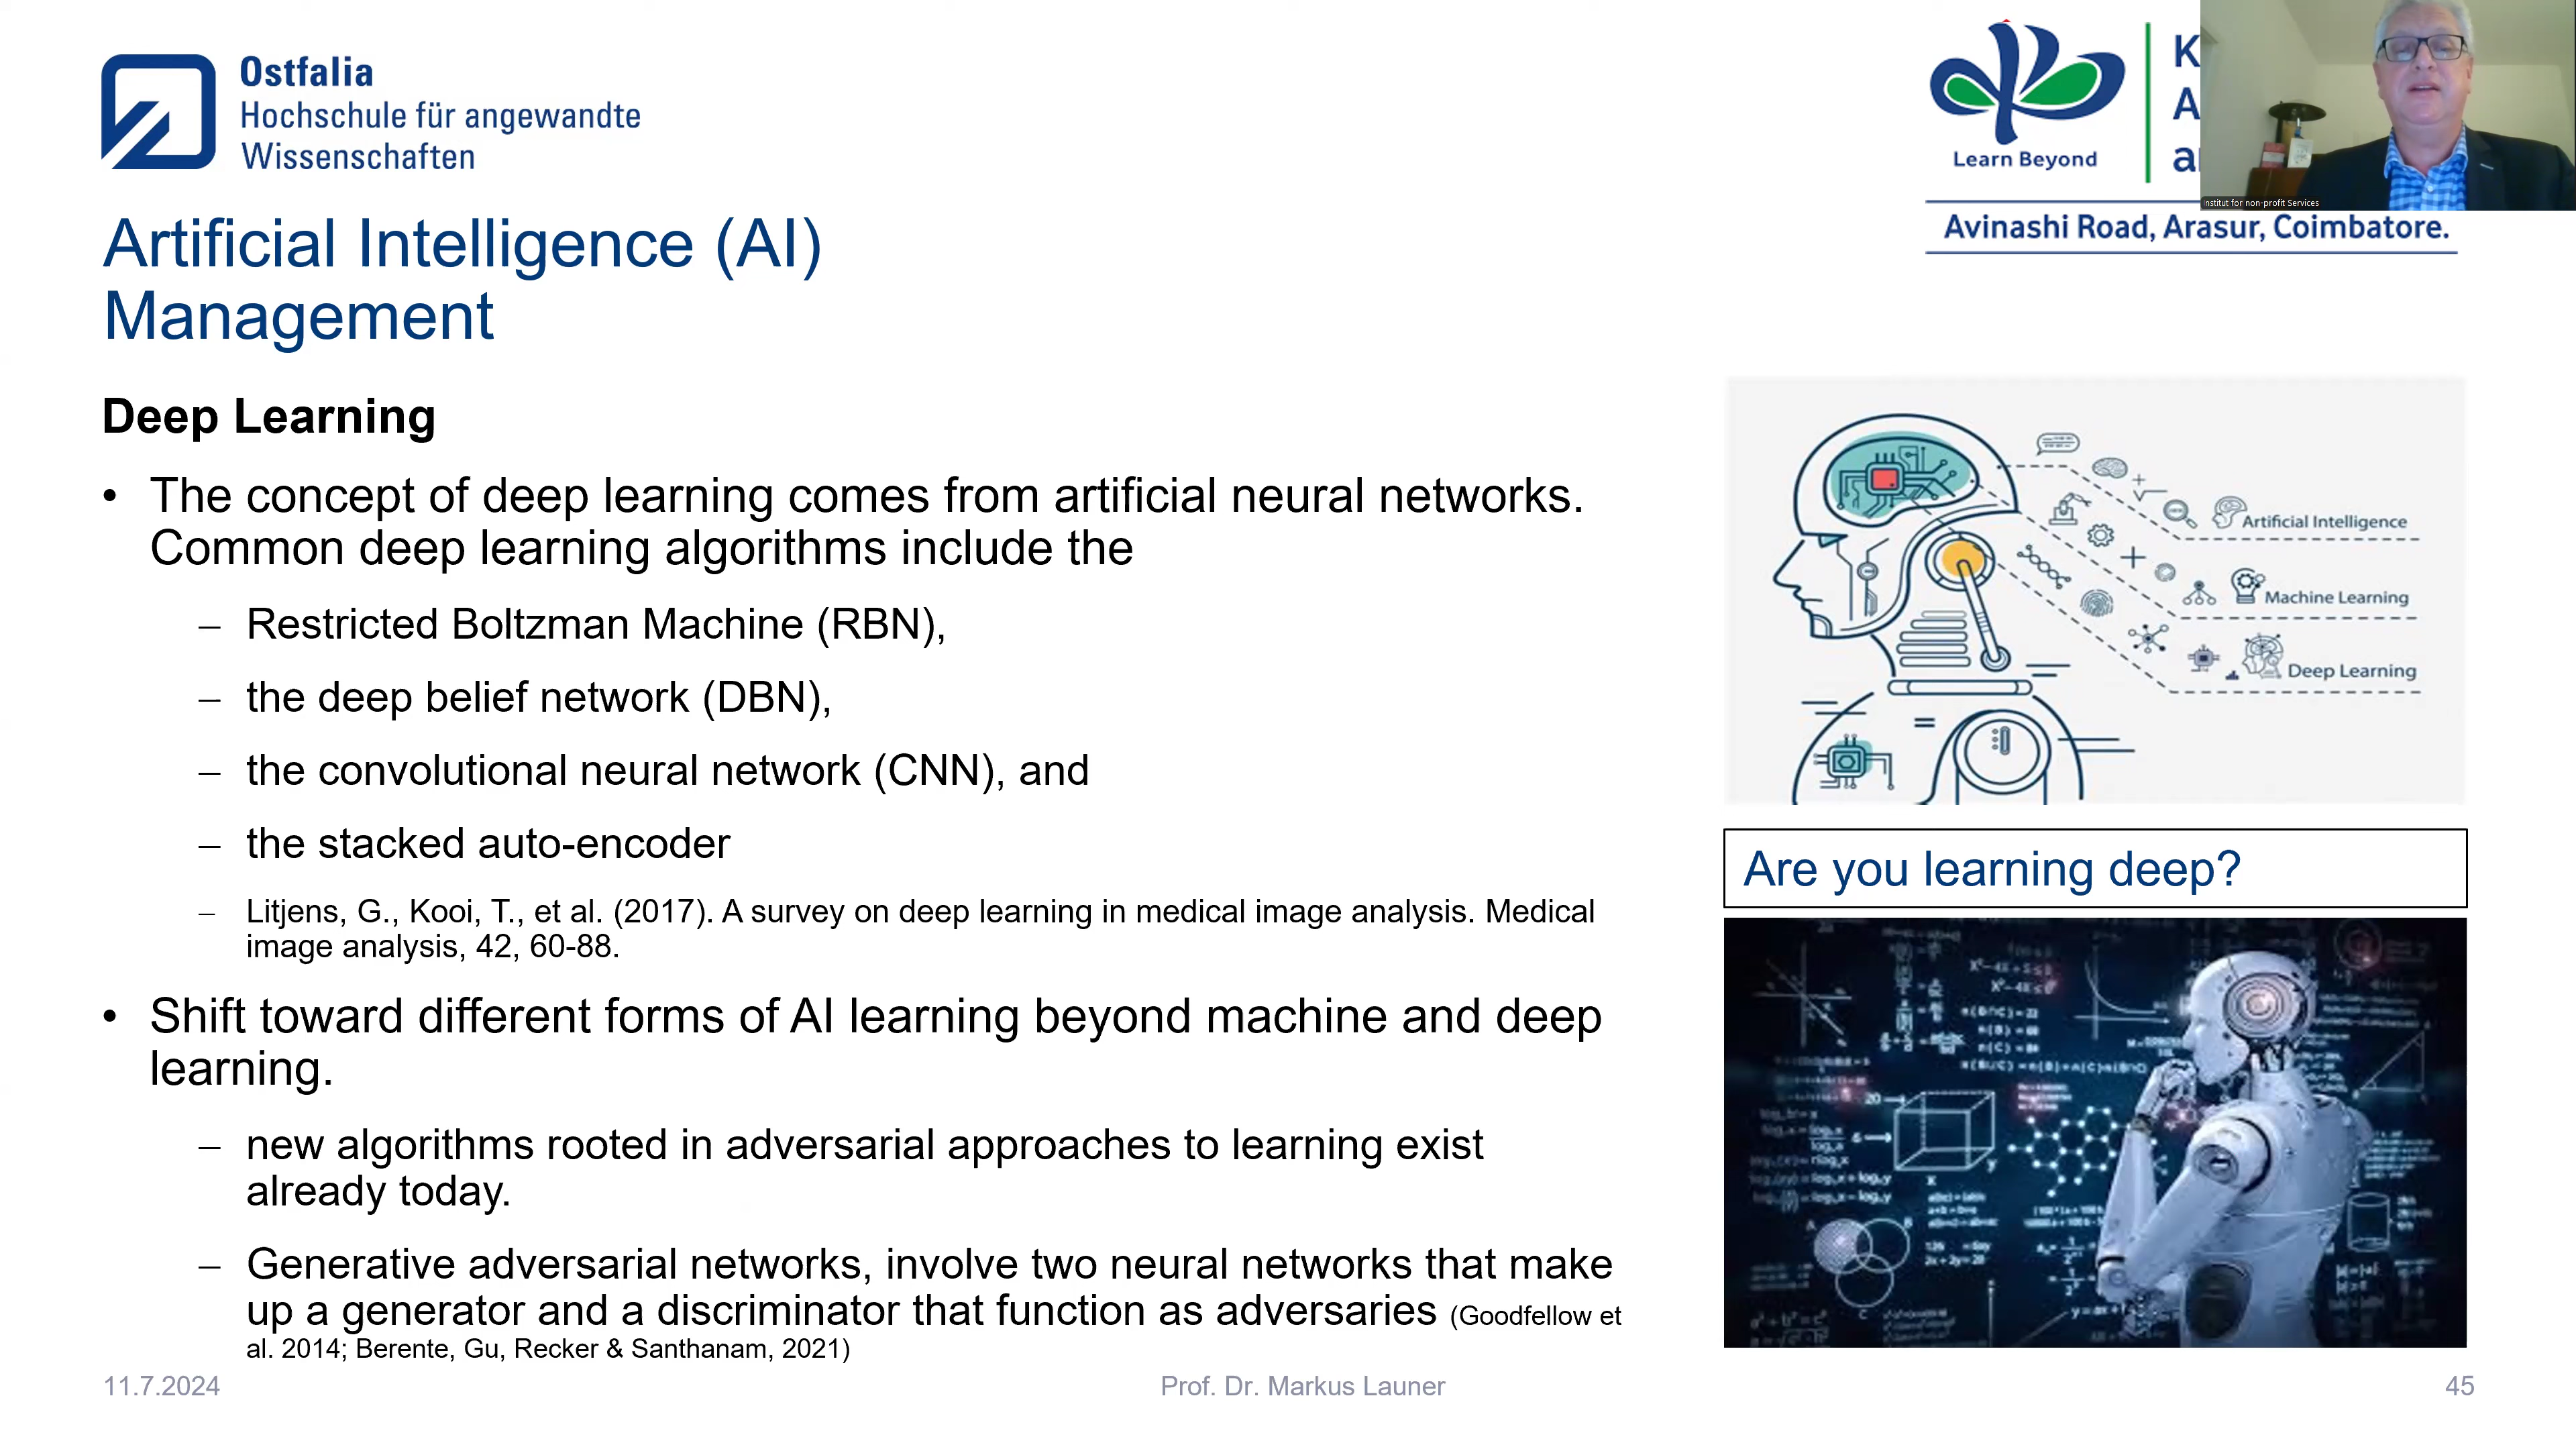 Ostfalia
Hochschule für angewandte
Wissenschaften
Learn Beyond
K
A
a
Avinashi Road, Arasur, Coimbatore.
Institut for non-profit Services
Artificial Intelligence (AI)
Management
Deep Learning
• The concept of deep learning comes from artificial neural networks.
Common deep learning algorithms include the
– Restricted Boltzman Machine (RBN),
– the deep belief network (DBN),
– the convolutional neural network (CNN), and
– the stacked auto-encoder
– Litjens, G., Kooi, T., et al. (2017). A survey on deep learning in medical image analysis. Medical
image analysis, 42, 60-88.
• Shift toward different forms of AI learning beyond machine and deep
learning.
– new algorithms rooted in adversarial approaches to learning exist
already today.
– Generative adversarial networks, involve two neural networks that make
up a generator and a discriminator that function as adversaries (Goodfellow et
al. 2014; Berente, Gu, Recker & Santhanam, 2021)
Artificial Intelligence
Machine Learning
Deep Learning
Are you learning deep?
11.7.2024
Prof. Dr. Markus Launer
45